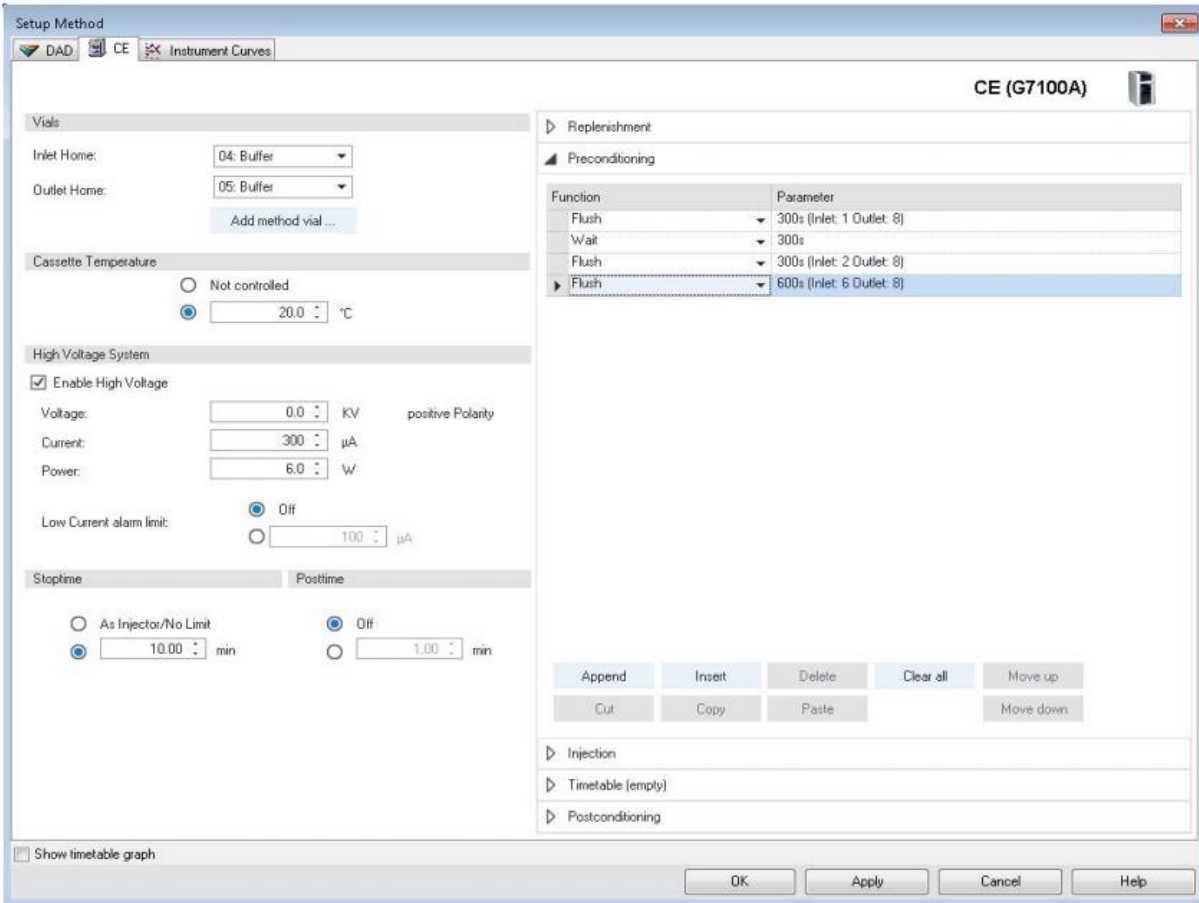 Setup Method
DAD CE Instrument Curves
CE (G7100A)
Vials
Inlet Home: 04: Buffer
Outlet Home: 05: Buffer
Add method vial ...
Cassette Temperature
Not controlled
20.0 °C
High Voltage System
Enable High Voltage
Voltage: 0.0 KV positive Polarity
Current: 300 µA
Power: 6.0 W
Low Current alarm limit: Off
100 µA
Stoptime Posttime
As Injector/No Limit Off
10.00 min 1.00 min
Replenishment
Preconditioning
Function Parameter
Flush 300s (Inlet: 1 Outlet: 8)
Wait 300s
Flush 300s (Inlet: 2 Outlet: 8)
Flush 600s (Inlet: 6 Outlet: 8)
Append Insert Delete Clear all Move up
Cut Copy Paste Move down
Injection
Timetable (empty)
Postconditioning
Show timetable graph
OK Apply Cancel Help